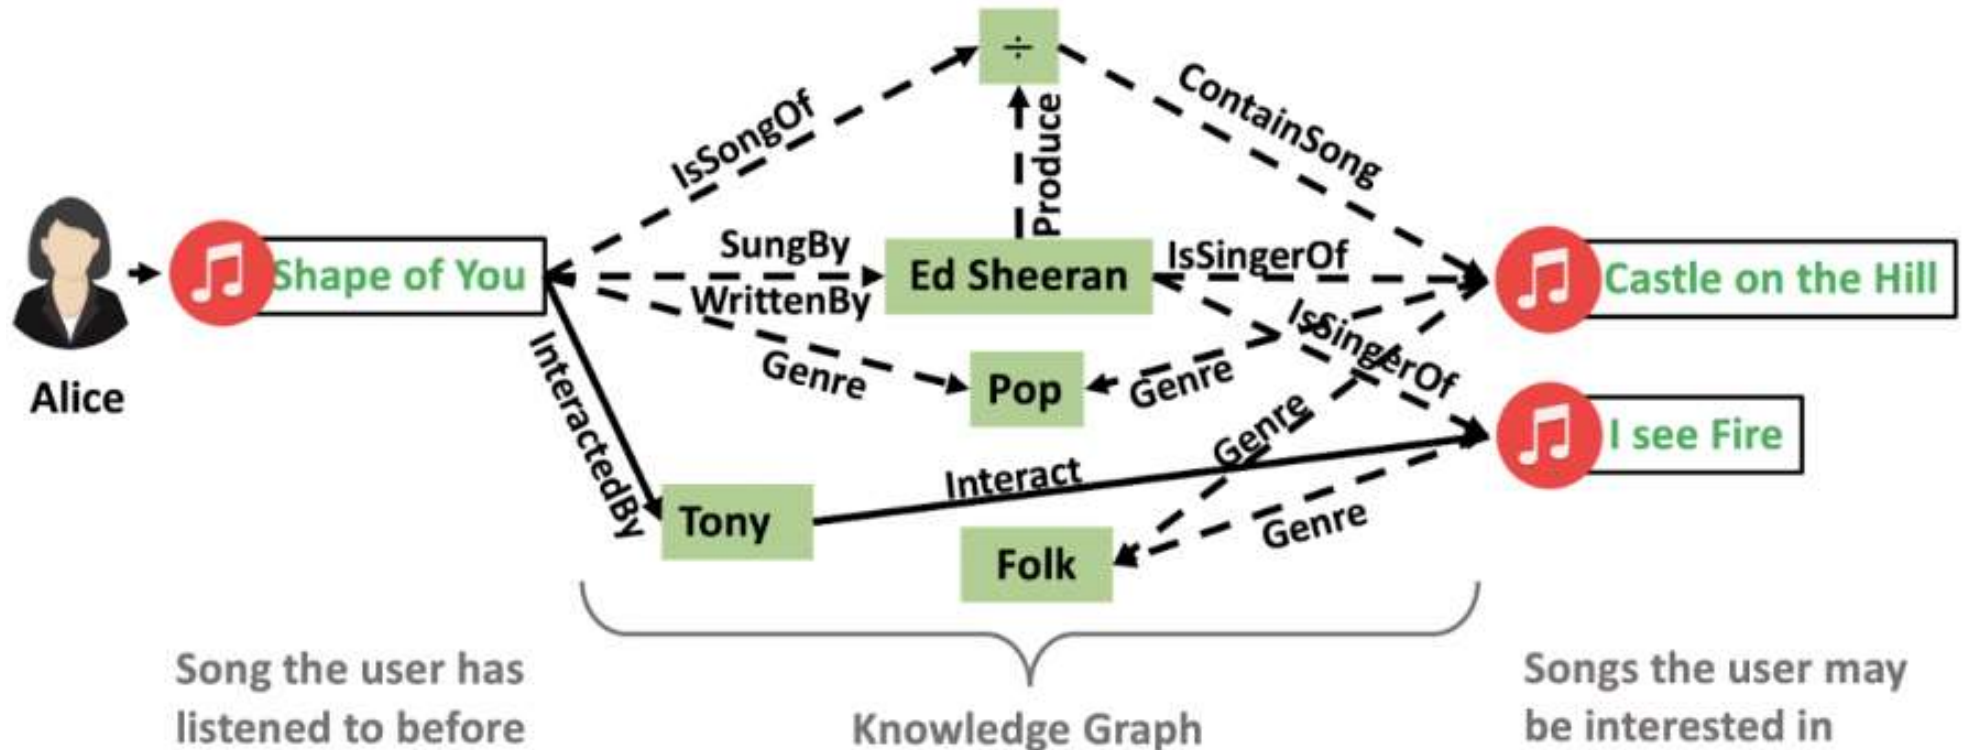 ÷
ContainSong
IsSongOf
Produce
SungBy
IsSingerOf
Shape of You
Ed Sheeran
Castle on the Hill
WrittenBy
IsSingerOf
Genre
Pop
Genre
Alice
InteractedBy
Genre
I see Fire
Interact
Tony
Genre
Folk
Song the user has
listened to before
Knowledge Graph
Songs the user may
be interested in